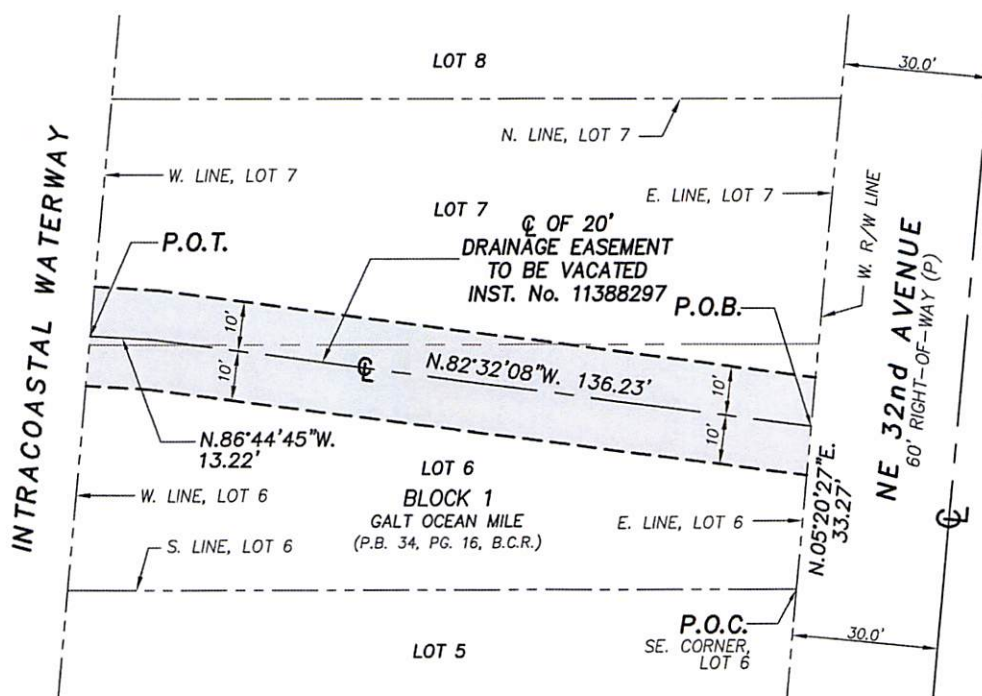 LOT 8
30.0'
N. LINE, LOT 7
INTRACOASTAL WATERWAY
W. LINE, LOT 7
E. LINE, LOT 7
W. R/W LINE
LOT 7
P.O.T.
℄ OF 20'
DRAINAGE EASEMENT
TO BE VACATED
INST. No. 11388297
P.O.B.
NE 32nd AVENUE
60' RIGHT-OF-WAY (P)
10'
10'
℄
N.82°32'08"W. 136.23'
10'
10'
N.86°44'45"W.
13.22'
LOT 6
W. LINE, LOT 6
BLOCK 1
GALT OCEAN MILE
(P.B. 34, PG. 16, B.C.R.)
E. LINE, LOT 6
N.05°20'27"E.
33.27'
℄
S. LINE, LOT 6
P.O.C.
SE. CORNER,
LOT 6
30.0'
LOT 5